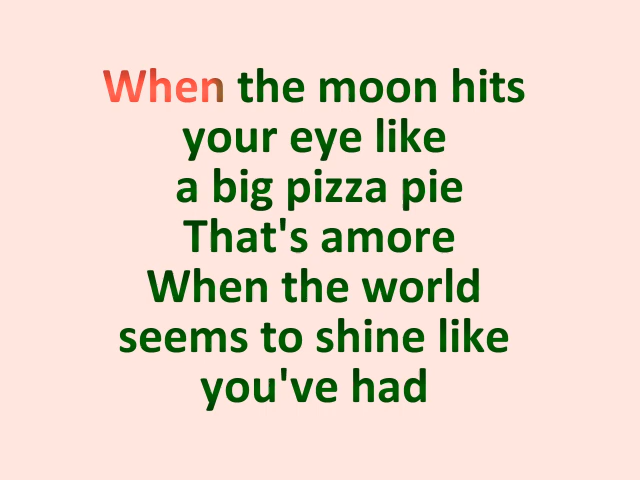 When the moon hits
your eye like
a big pizza pie
That's amore
When the world
seems to shine like
you've had